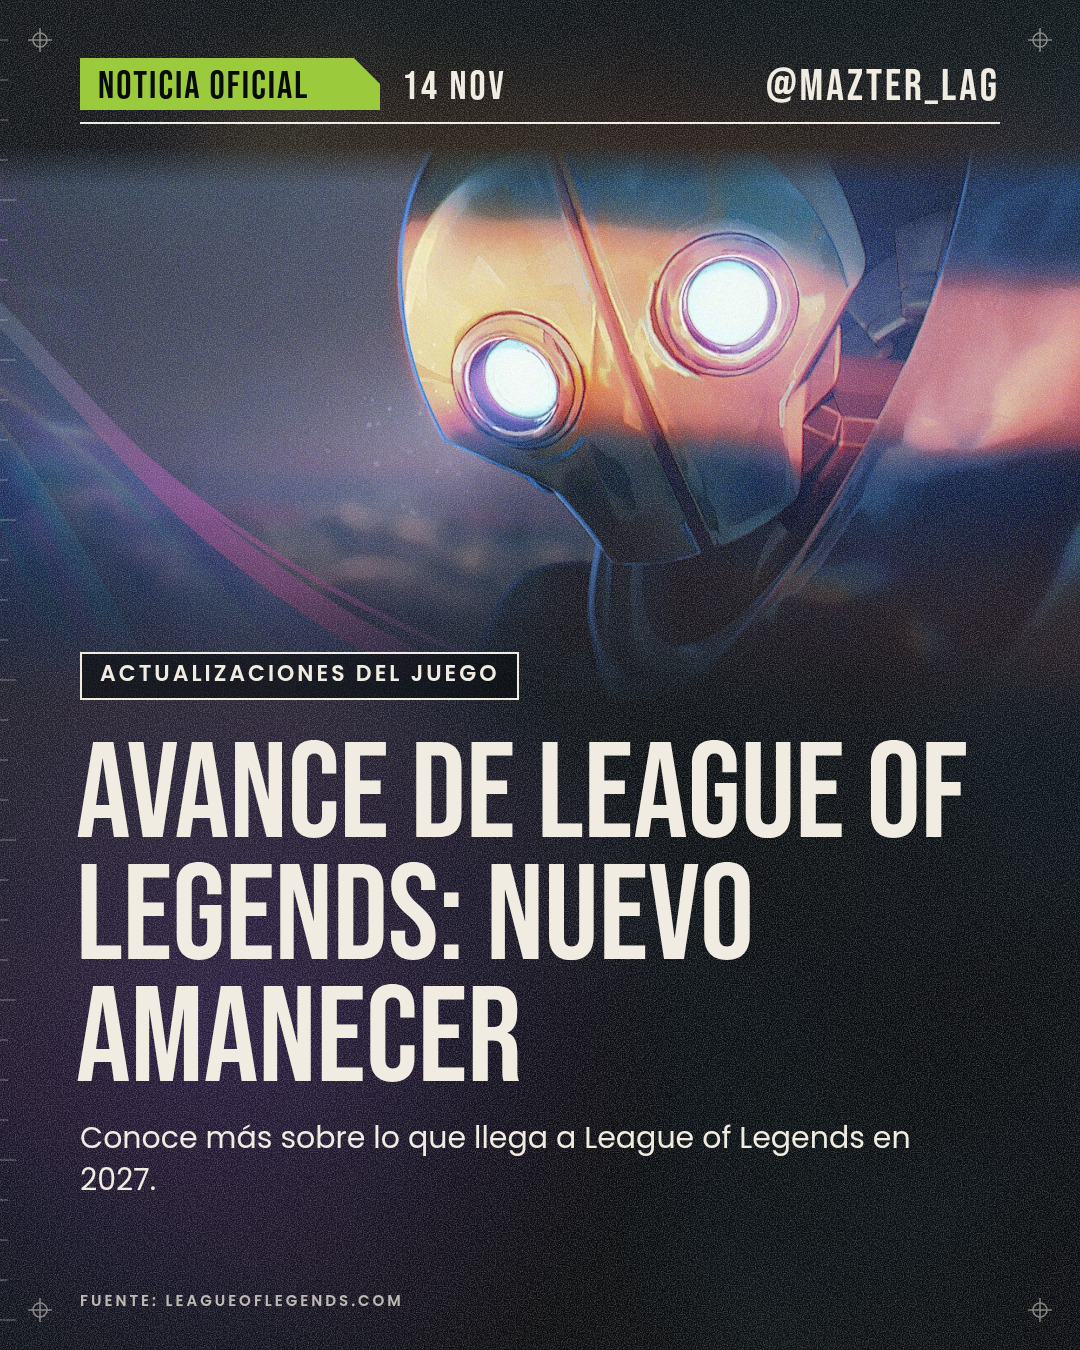 NOTICIA OFICIAL
14 NOV
@MAZTER_LAG
ACTUALIZACIONES DEL JUEGO
AVANCE DE LEAGUE OF
LEGENDS: NUEVO
AMANECER
Conoce más sobre lo que llega a League of Legends en
2027.
FUENTE: LEAGUEOFLEGENDS.COM